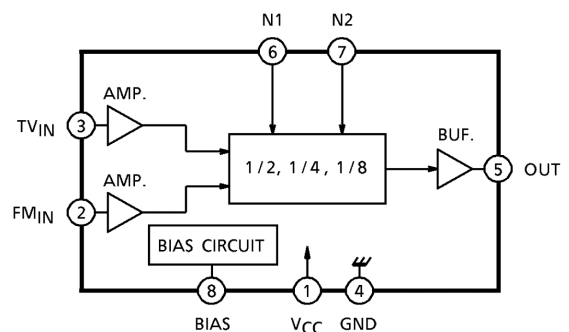 N1 N2
6 7
AMP.
TVIN 3
1/2, 1/4, 1/8
BUF.
5 OUT
AMP.
FMIN 2
BIAS CIRCUIT
8 1 4
BIAS VCC GND